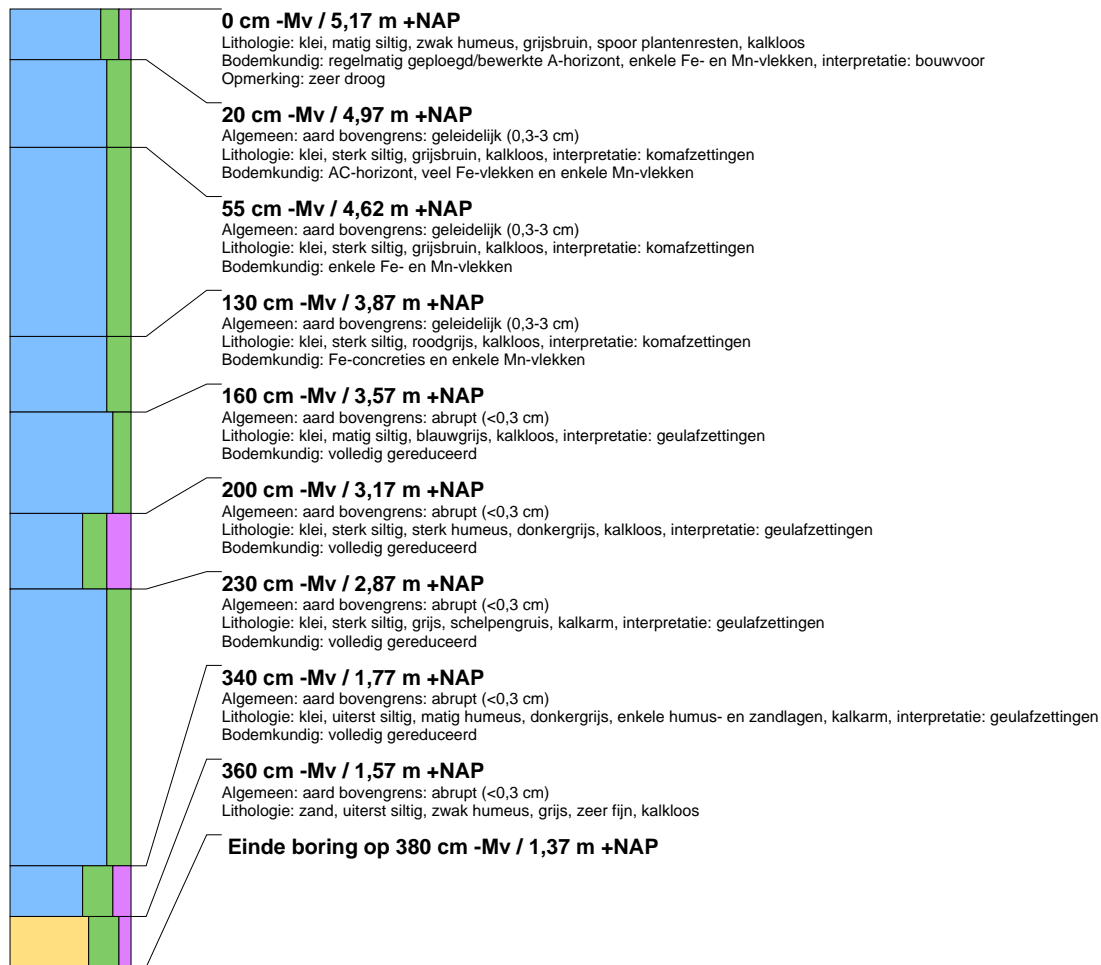 0 cm -Mv / 5,17 m +NAP
Lithologie: klei, matig siltig, zwak humeus, grijsbruin, spoor plantenresten, kalkloos
Bodemkundig: regelmatig geploegd/bewerkte A-horizont, enkele Fe- en Mn-vlekken, interpretatie: bouwvoor
Opmerking: zeer droog
20 cm -Mv / 4,97 m +NAP
Algemeen: aard bovengrens: geleidelijk (0,3-3 cm)
Lithologie: klei, sterk siltig, grijsbruin, kalkloos, interpretatie: komafzettingen
Bodemkundig: AC-horizont, veel Fe-vlekken en enkele Mn-vlekken
55 cm -Mv / 4,62 m +NAP
Algemeen: aard bovengrens: geleidelijk (0,3-3 cm)
Lithologie: klei, sterk siltig, grijsbruin, kalkloos, interpretatie: komafzettingen
Bodemkundig: enkele Fe- en Mn-vlekken
130 cm -Mv / 3,87 m +NAP
Algemeen: aard bovengrens: geleidelijk (0,3-3 cm)
Lithologie: klei, sterk siltig, roodgrijs, kalkloos, interpretatie: komafzettingen
Bodemkundig: Fe-concreties en enkele Mn-vlekken
160 cm -Mv / 3,57 m +NAP
Algemeen: aard bovengrens: abrupt (<0,3 cm)
Lithologie: klei, matig siltig, blauwgrijs, kalkloos, interpretatie: geulafzettingen
Bodemkundig: volledig gereduceerd
200 cm -Mv / 3,17 m +NAP
Algemeen: aard bovengrens: abrupt (<0,3 cm)
Lithologie: klei, sterk siltig, sterk humeus, donkergrijs, kalkloos, interpretatie: geulafzettingen
Bodemkundig: volledig gereduceerd
230 cm -Mv / 2,87 m +NAP
Algemeen: aard bovengrens: abrupt (<0,3 cm)
Lithologie: klei, sterk siltig, grijs, schelpengruis, kalkarm, interpretatie: geulafzettingen
Bodemkundig: volledig gereduceerd
340 cm -Mv / 1,77 m +NAP
Algemeen: aard bovengrens: abrupt (<0,3 cm)
Lithologie: klei, uiterst siltig, matig humeus, donkergrijs, enkele humus- en zandlagen, kalkarm, interpretatie: geulafzettingen
Bodemkundig: volledig gereduceerd
360 cm -Mv / 1,57 m +NAP
Algemeen: aard bovengrens: abrupt (<0,3 cm)
Lithologie: zand, uiterst siltig, zwak humeus, grijs, zeer fijn, kalkloos
Einde boring op 380 cm -Mv / 1,37 m +NAP